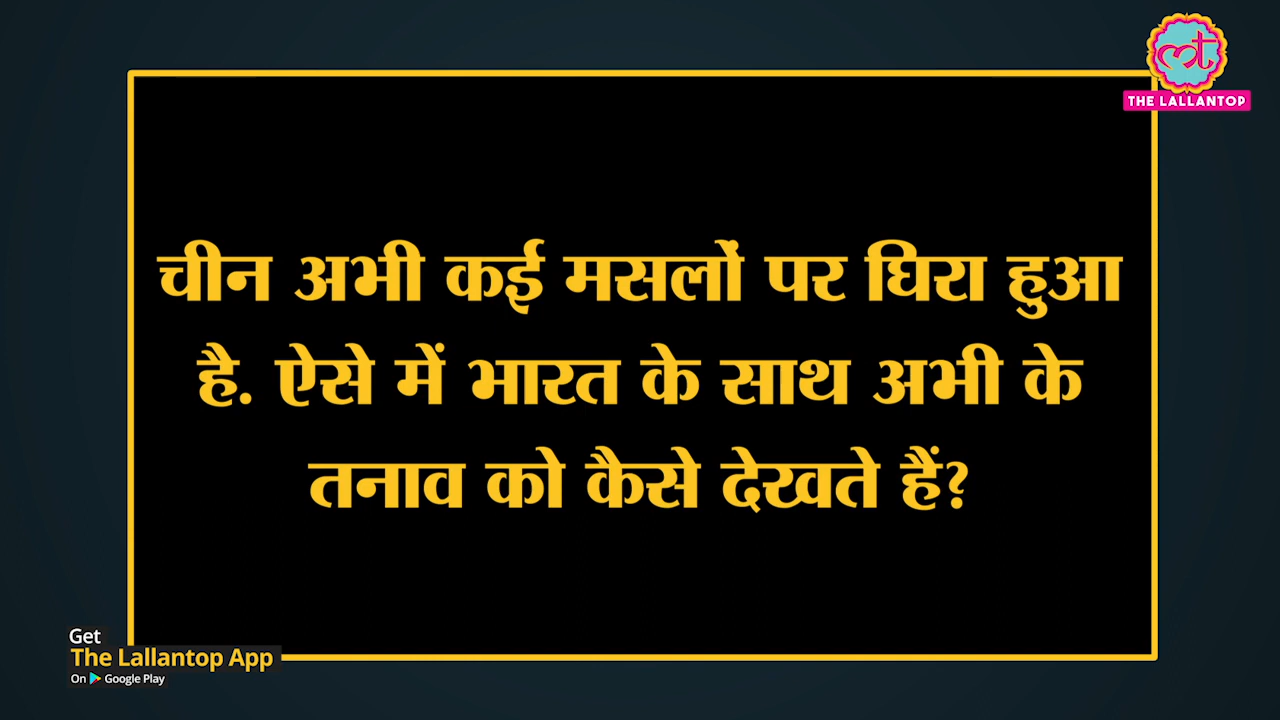 THE LALLANTOP
चीन अभी कई मसलों पर घिरा हुआ
है. ऐसे में भारत के साथ अभी के
तनाव को कैसे देखते हैं?
Get
The Lallantop App
On Google Play